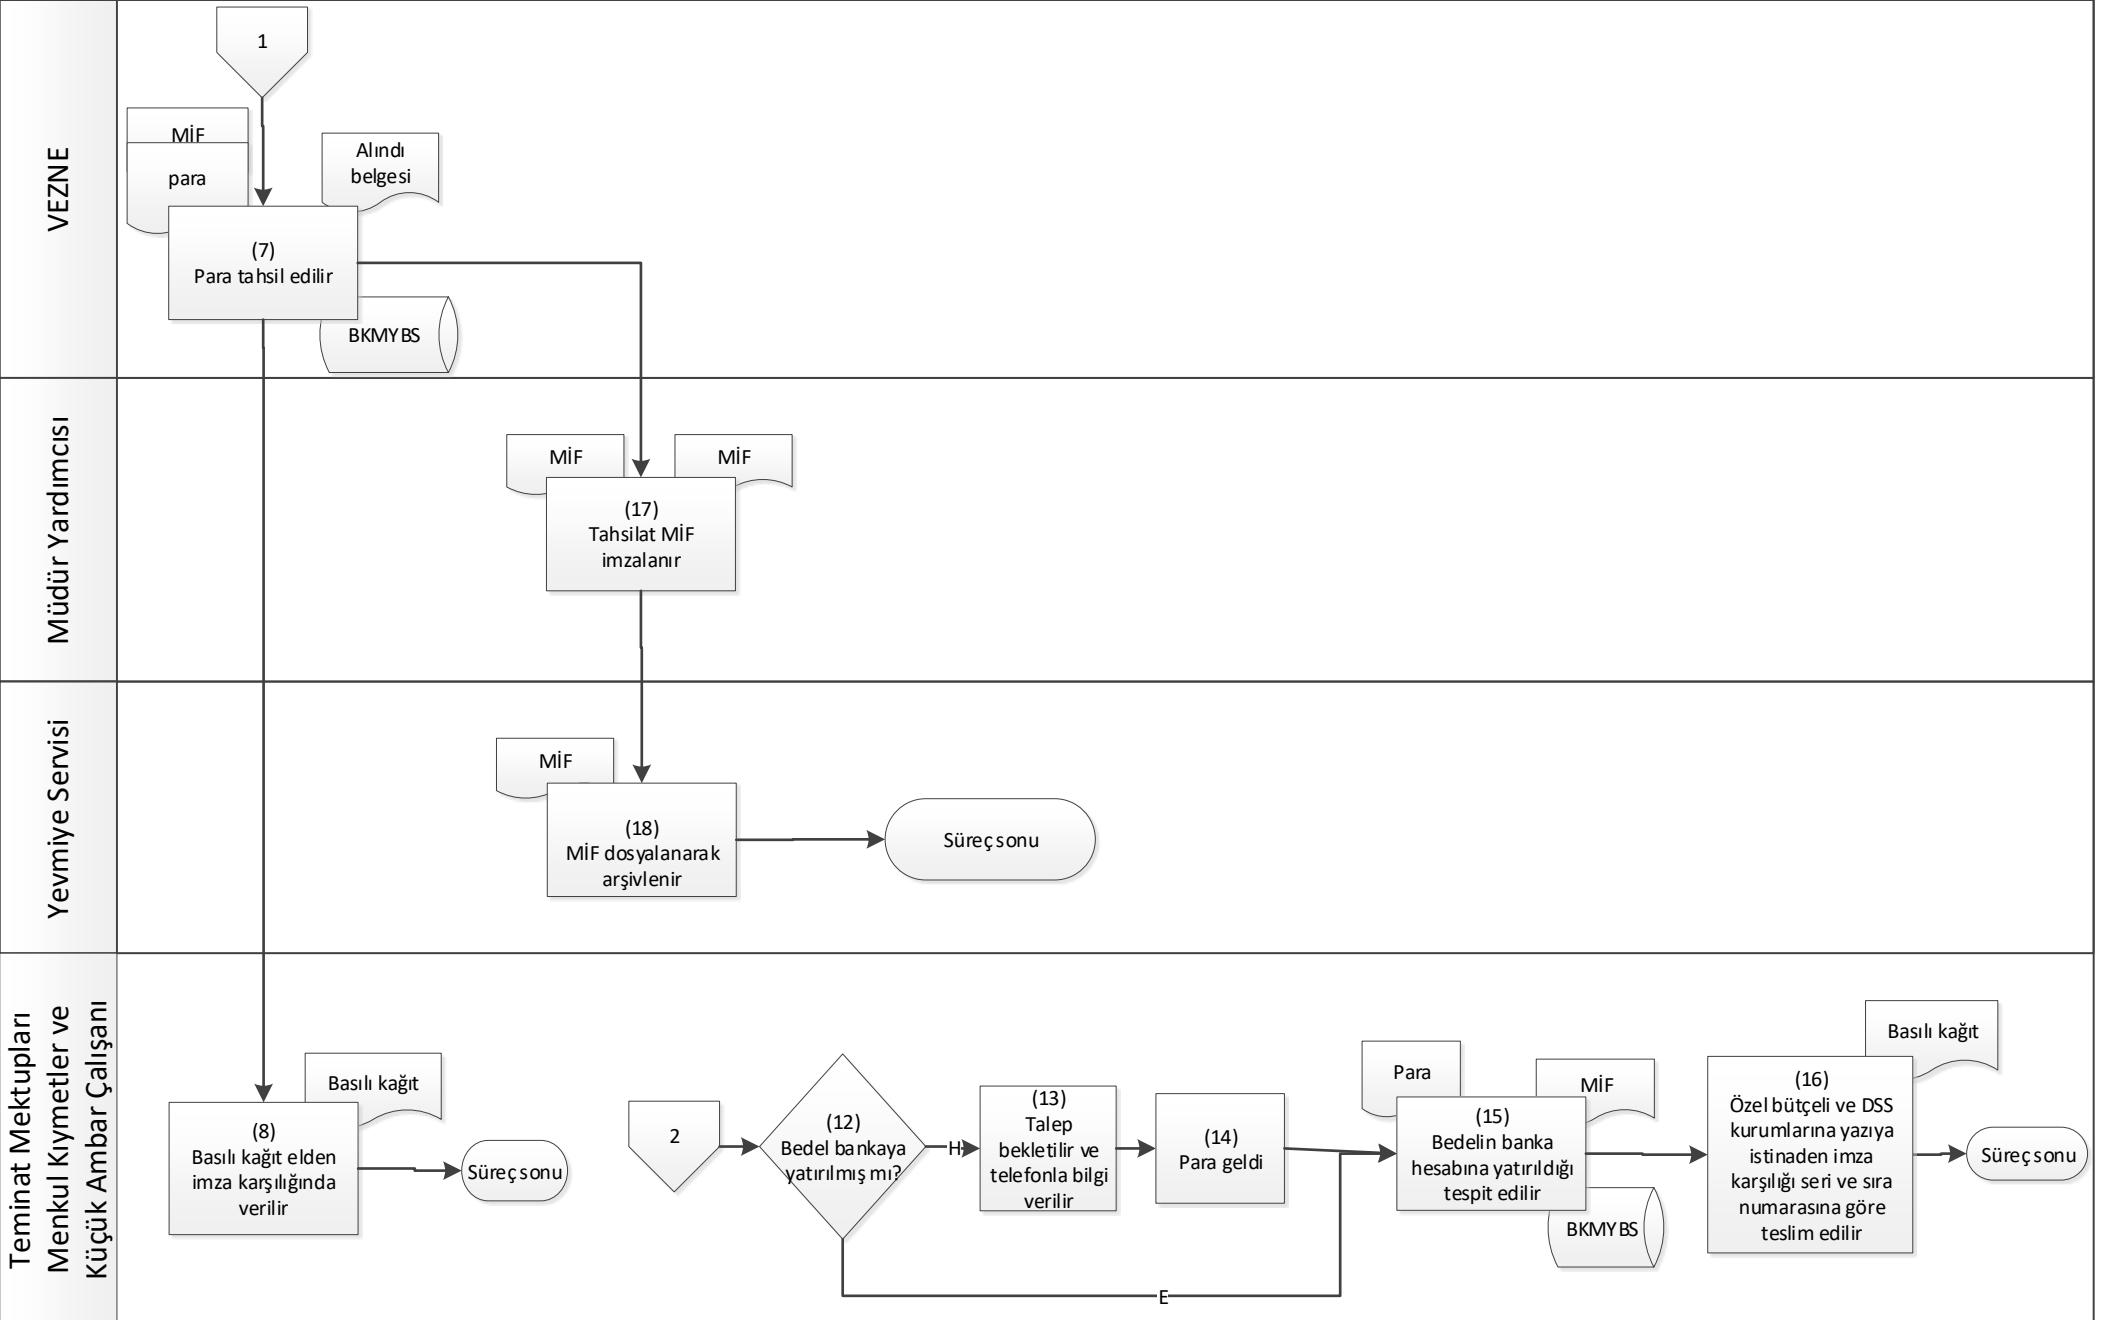 VEZNE
1
MİF
para
Alındı
belgesi
(7)
Para tahsil edilir
BKMYBS
Müdür Yardımcısı
MİF
MİF
(17)
Tahsilat MİF
imzalanır
Yevmiye Servisi
MİF
(18)
MİF dosyalanarak
arşivlenir
Süreç sonu
Teminat Mektupları
Menkul Kıymetler ve
Küçük Ambar Çalışanı
Basılı kağıt
(8)
Basılı kağıt elden
imza karşılığında
verilir
Süreç sonu
2
(12)
Bedel bankaya
yatırılmış mı?
H
E
(13)
Talep
bekletilir ve
telefonla bilgi
verilir
(14)
Para geldi
Para
MİF
(15)
Bedelin banka
hesabına yatırıldığı
tespit edilir
BKMYBS
Basılı kağıt
(16)
Özel bütçeli ve DSS
kurumlarına yazıya
istinaden imza
karşılığı seri ve sıra
numarasına göre
teslim edilir
Süreç sonu